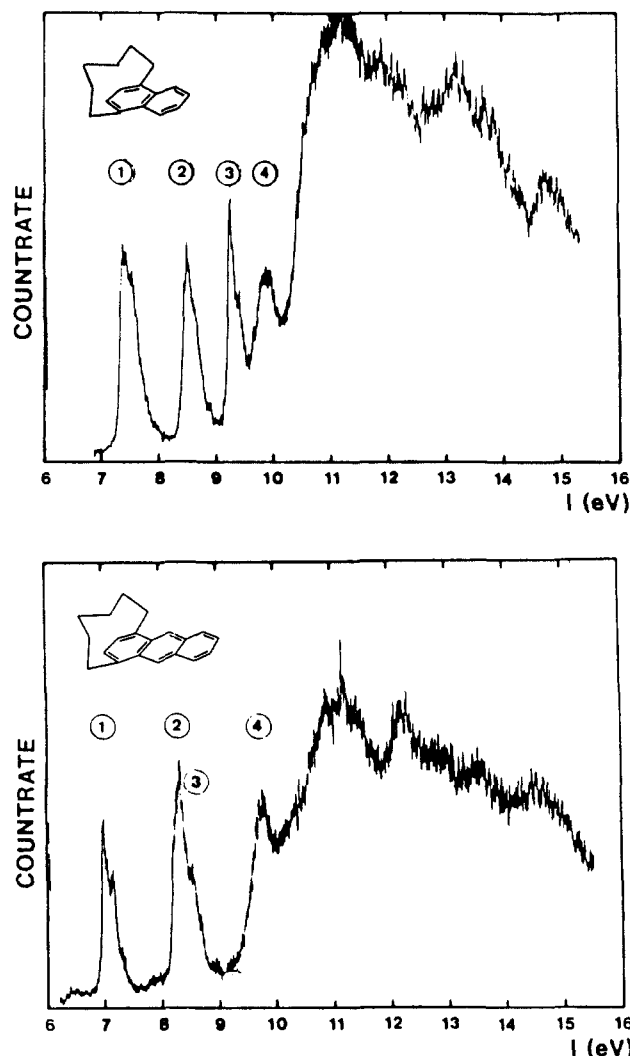 ① ② ③ ④
COUNTRATE
6 7 8 9 10 11 12 13 14 15 16
I (eV)
① ② ④
③
COUNTRATE
6 7 8 9 10 11 12 13 14 15 16
I (eV)